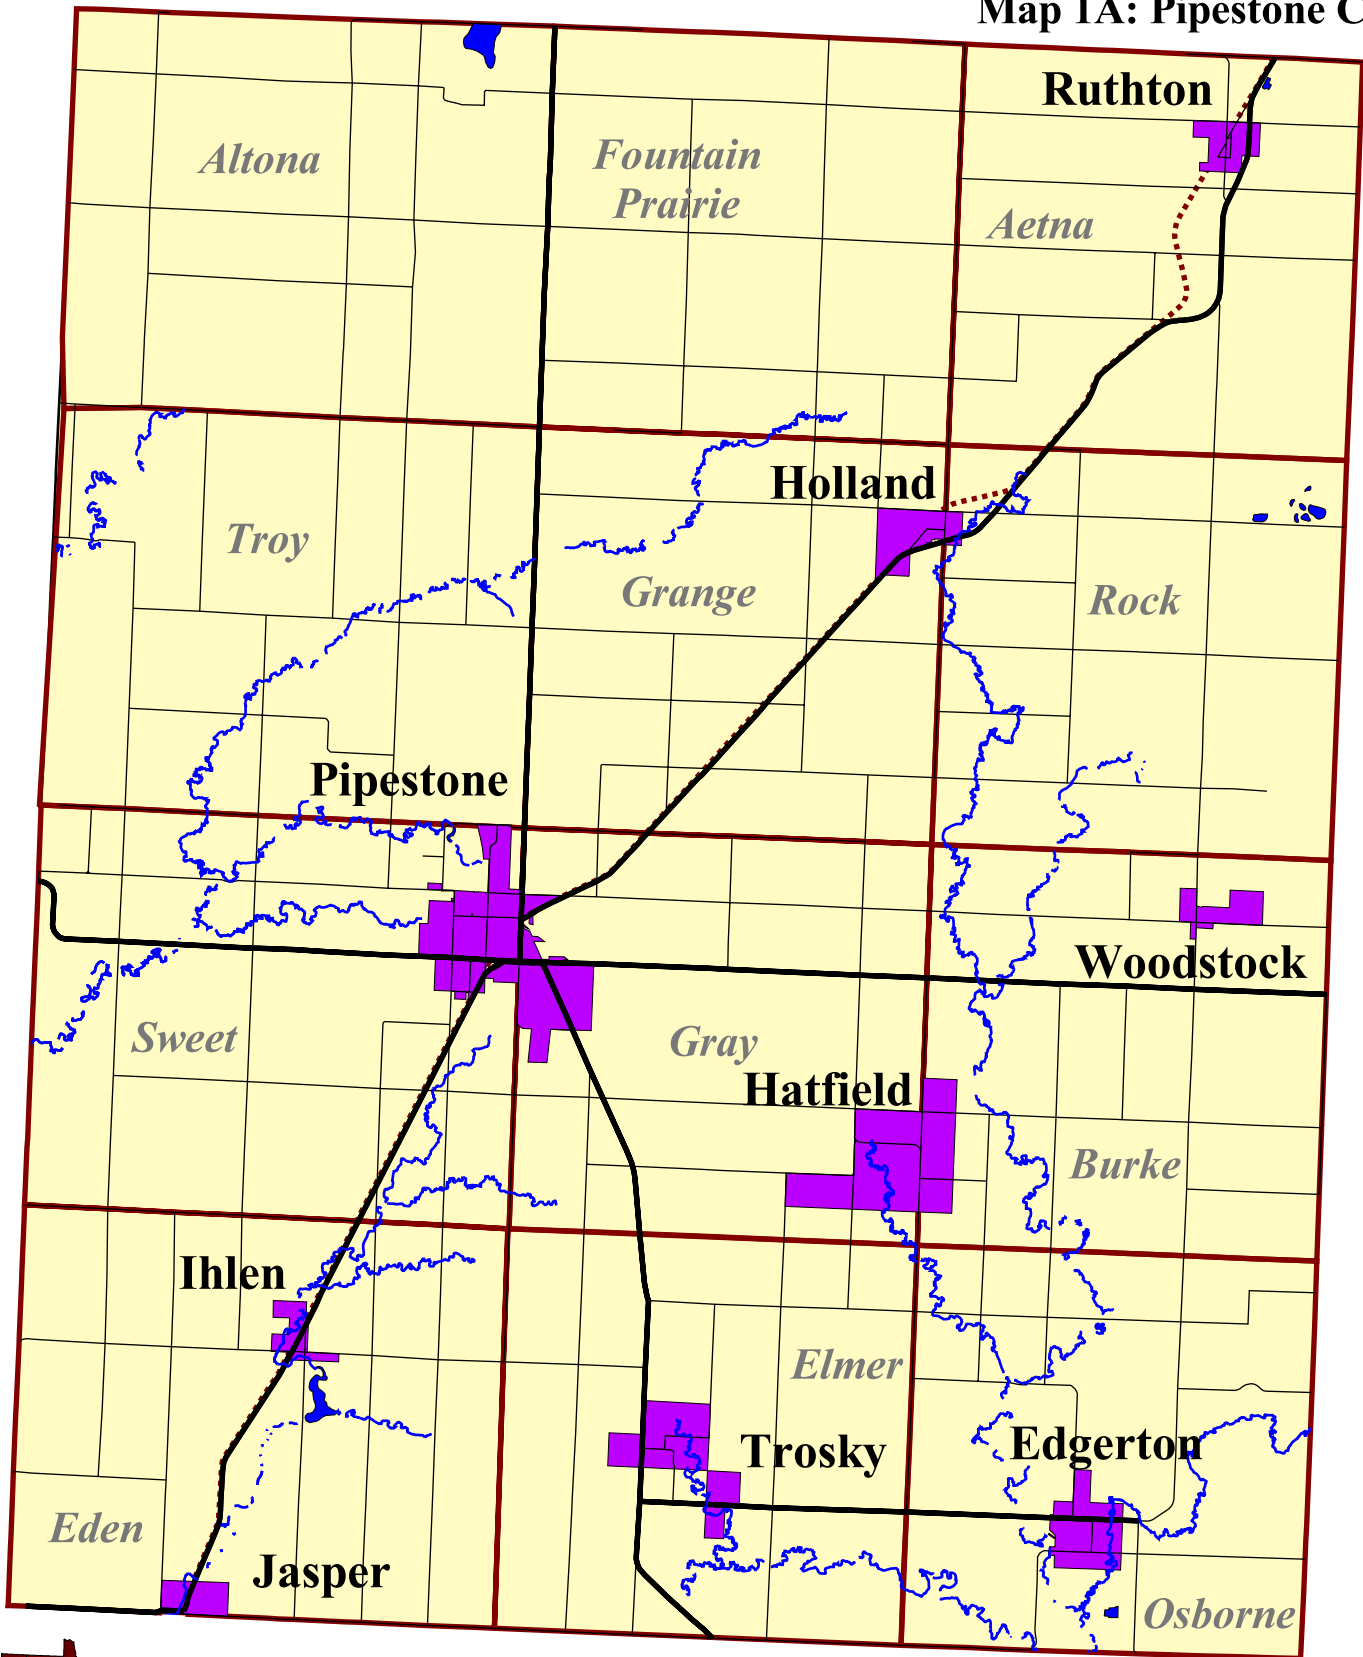 Map 1A: Pipestone C
Ruthton
Altona
Fountain
Prairie
Aetna
Holland
Troy
Grange
Rock
Pipestone
Woodstock
Sweet
Gray
Hatfield
Burke
Ihlen
Elmer
Edgerton
Trosky
Eden
Jasper
Osborne